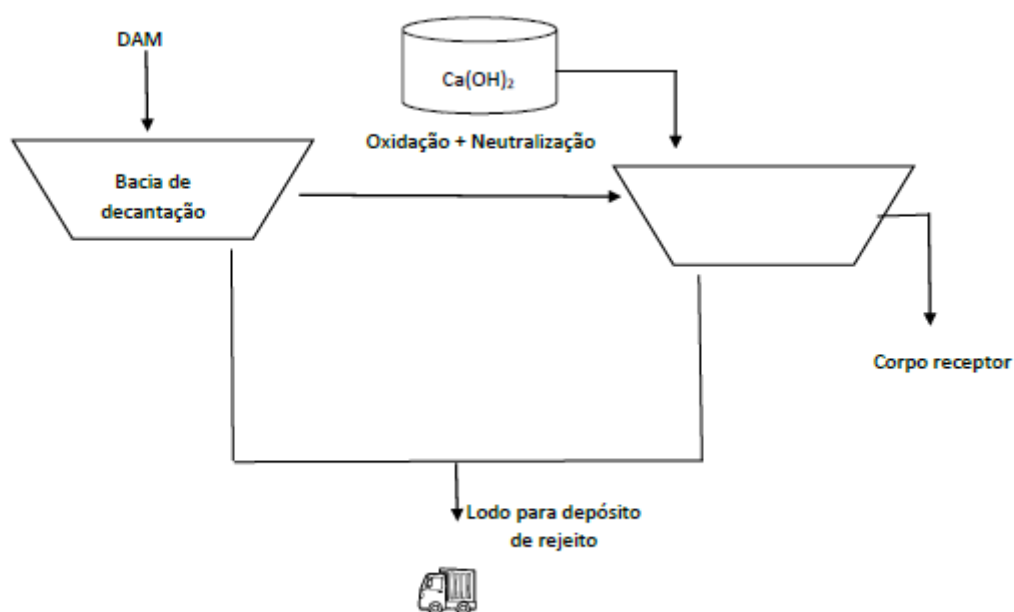 DAM
Ca(OH)₂
Oxidação + Neutralização
Bacia de
decantação
Corpo receptor
Lodo para depósito
de rejeito